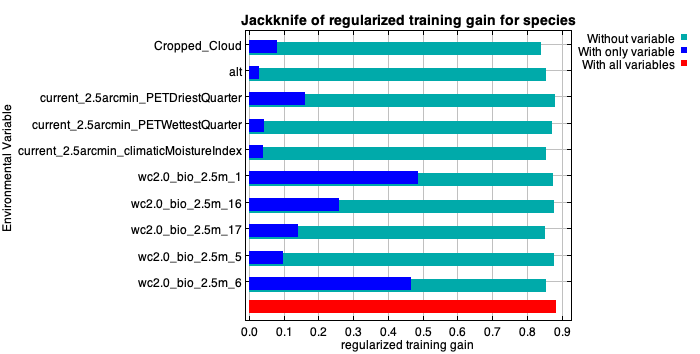 Jackknife of regularized training gain for species
Without variable
With only variable
With all variables
Environmental Variable
Cropped_Cloud
alt
current_2.5arcmin_PETDriestQuarter
current_2.5arcmin_PETWettestQuarter
current_2.5arcmin_climaticMoistureIndex
wc2.0_bio_2.5m_1
wc2.0_bio_2.5m_16
wc2.0_bio_2.5m_17
wc2.0_bio_2.5m_5
wc2.0_bio_2.5m_6
0.0 0.1 0.2 0.3 0.4 0.5 0.6 0.7 0.8 0.9
regularized training gain